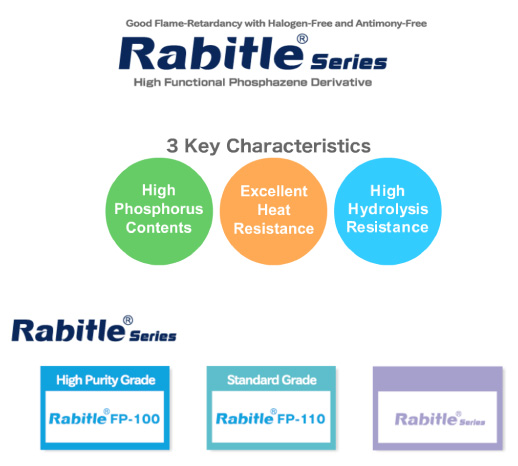 Good Flame-Retardancy with Halogen-Free and Antimony-Free
Rabitle® Series
High Functional Phosphazene Derivative
3 Key Characteristics
High
Phosphorus
Contents
Excellent
Heat
Resistance
High
Hydrolysis
Resistance
Rabitle® Series
High Purity Grade
Rabitle® FP-100
Standard Grade
Rabitle® FP-110
Rabitle® Series